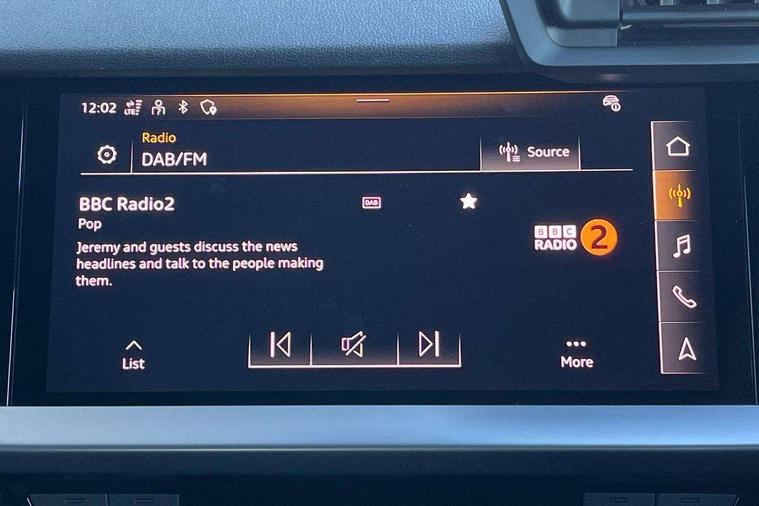 12:02 LTE
Radio
DAB/FM
Source
BBC Radio2
DAB
Pop
Jeremy and guests discuss the news
headlines and talk to the people making
them.
BBC
RADIO 2
List
More